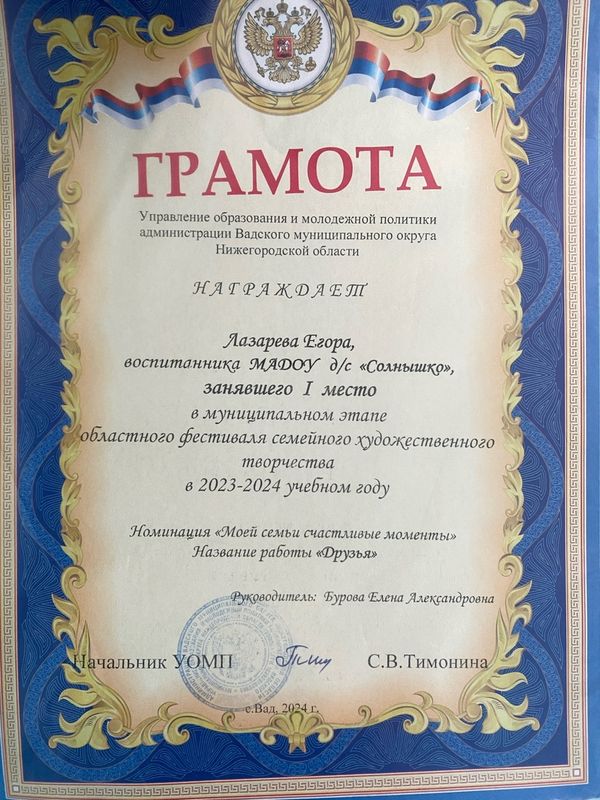 ГРАМОТА
Управление образования и молодежной политики
администрации Вадского муниципального округа
Нижегородской области
НАГРАЖДАЕТ
Лазарева Егора,
воспитанника МАДОУ д/с «Солнышко»,
занявшего I место
в муниципальном этапе
областного фестиваля семейного художественного
творчества
в 2023-2024 учебном году
Номинация «Моей семьи счастливые моменты»
Название работы «Друзья»
Руководитель: Бурова Елена Александровна
Начальник УОМП С.В.Тимонина
с.Вад, 2024 г.